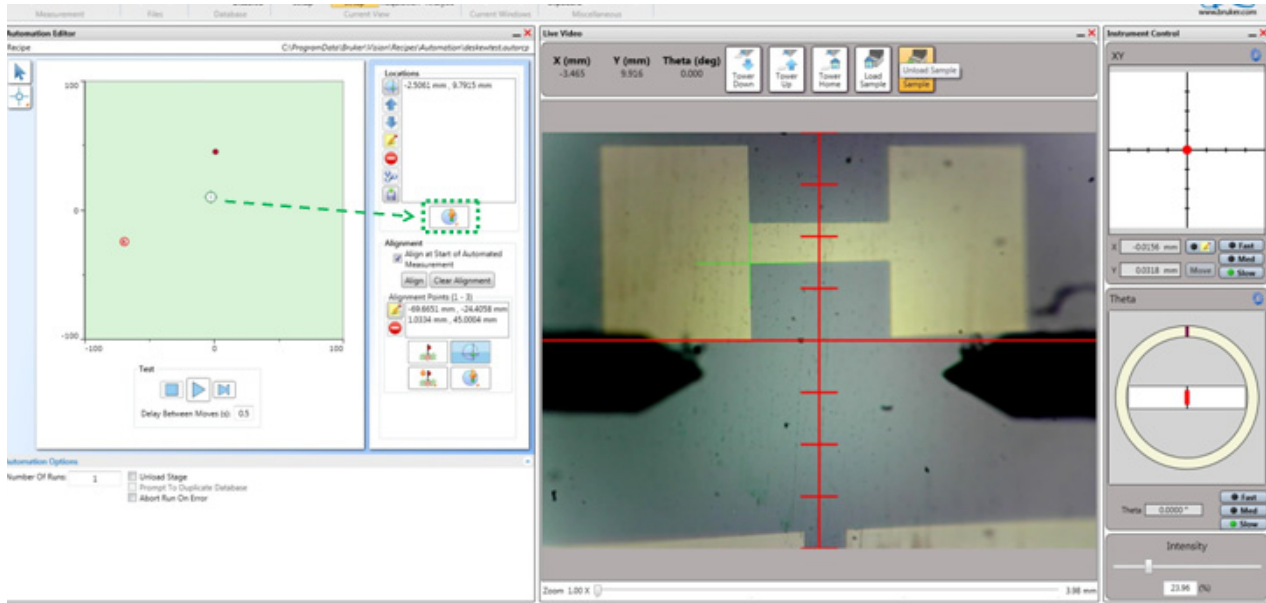 Measurement
Files
Database
Current View
Current Windows
Miscellaneous
www.bruker.com
Automation Editor
Recipe
C:\ProgramData\Bruker\Vision\Recipes\Automation\deskewtest.autorcp
100
0
-100
-100
0
100
Test
Delay Between Moves (s): 0.5
Locations
-2.5061 mm , 9.7915 mm
Alignment
Align at Start of Automated
Measurement
Align
Clear Alignment
Alignment Points (1 - 3)
-69.6651 mm , -24.4058 mm
1.0334 mm , 45.0004 mm
Automation Options
Number Of Runs: 1
Unload Stage
Prompt To Duplicate Database
Abort Run On Error
Live Video
X (mm) Y (mm) Theta (deg)
-3.465 9.916 0.000
Tower
Down
Tower
Up
Tower
Home
Load
Sample
Unload Sample
Sample
Zoom 1.00 X
3.98 mm
Instrument Control
XY
X -0.0156 mm
Y 0.0318 mm
Move
Fast
Med
Slow
Theta
Theta 0.0000 °
Fast
Med
Slow
Intensity
23.96 (%)